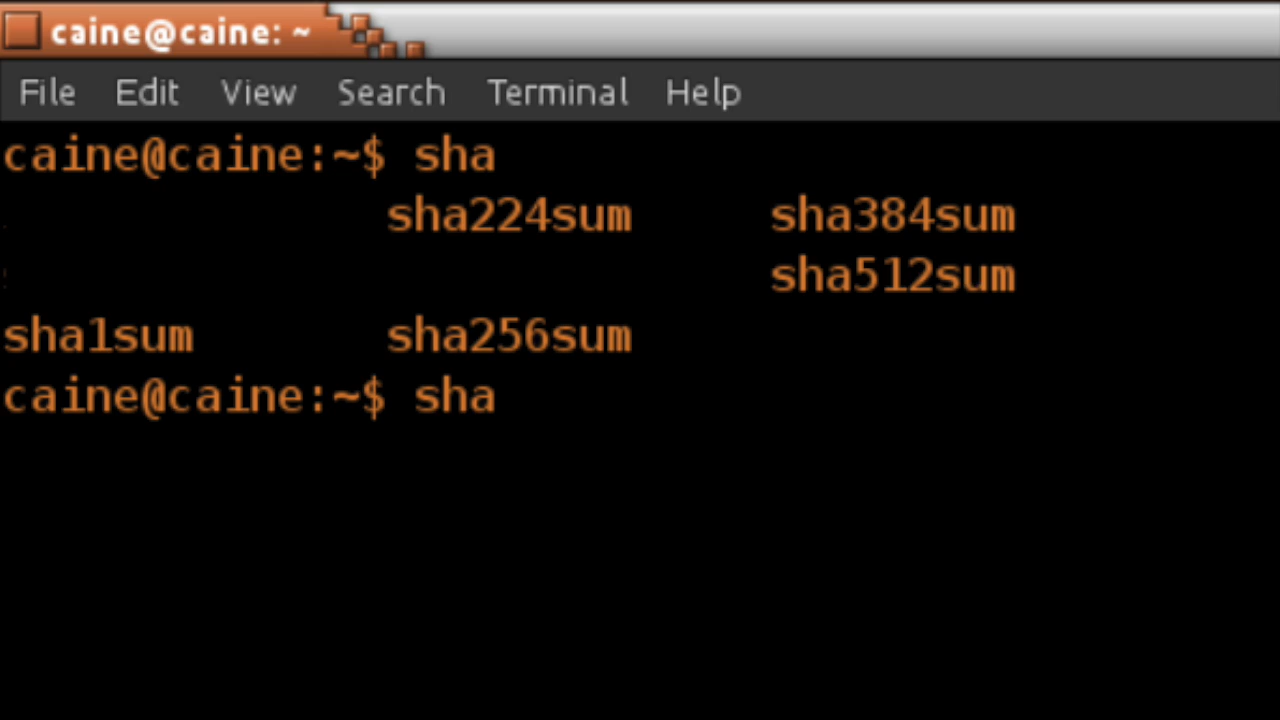 caine@caine: ~
File Edit View Search Terminal Help
caine@caine:~$ sha
sha224sum sha384sum
sha512sum
sha1sum sha256sum
caine@caine:~$ sha